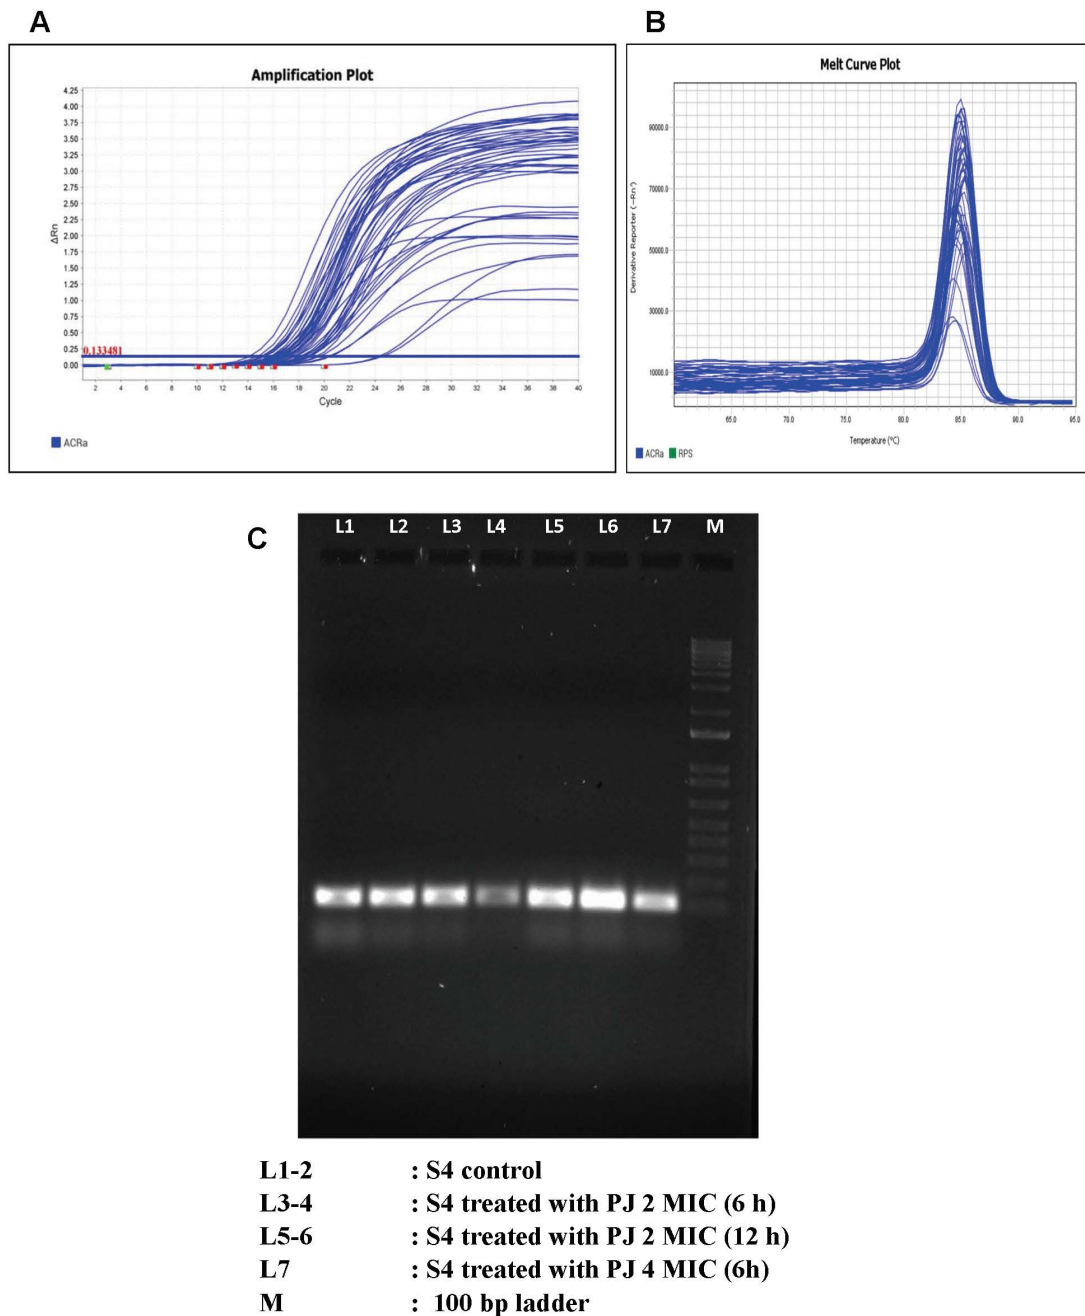 A
B
Amplification Plot
4.25
4.00
3.75
3.50
3.25
3.00
2.75
2.50
2.25
2.00
1.75
1.50
1.25
1.00
0.75
0.50
0.25
0.00
ΔRn
0.133481
2 4 6 8 10 12 14 16 18 20 22 24 26 28 30 32 34 36 38 40
Cycle
ACRa
Melt Curve Plot
90000.0
70000.0
50000.0
30000.0
10000.0
Derivative Reporter (-Rn')
65.0 70.0 75.0 80.0 85.0 90.0 95.0
Temperature (°C)
ACRa RPS
C
L1 L2 L3 L4 L5 L6 L7 M
L1-2 : S4 control
L3-4 : S4 treated with PJ 2 MIC (6 h)
L5-6 : S4 treated with PJ 2 MIC (12 h)
L7 : S4 treated with PJ 4 MIC (6h)
M : 100 bp ladder